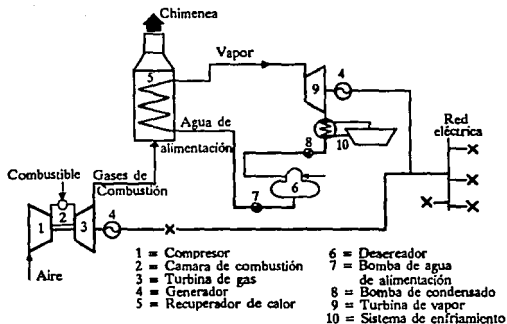 Chimenea
Vapor
5
4
9
Red
eléctrica
Agua de
alimentación
8
10
Combustible
Gases de
Combustión
6
7
1
2
3
4
Aire
1 = Compresor
2 = Camara de combustión
3 = Turbina de gas
4 = Generador
5 = Recuperador de calor
6 = Deaereador
7 = Bomba de agua
de alimentación
8 = Bomba de condensado
9 = Turbina de vapor
10 = Sistema de enfriamiento